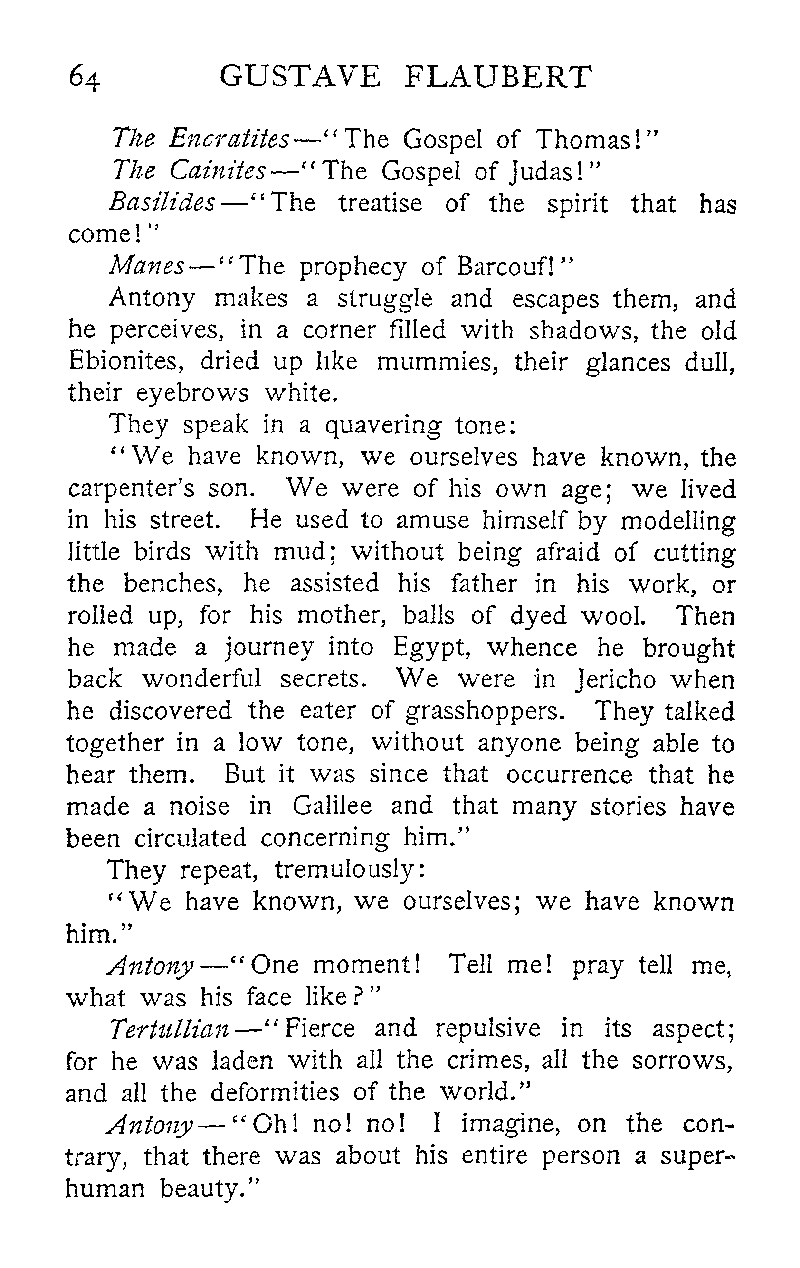 64 GUSTAVE FLAUBERT
The Encratites—"The Gospel of Thomas!"
The Cainites—"The Gospel of Judas!"
Basilides—"The treatise of the spirit that has
come!"
Manes—"The prophecy of Barcouf!"
Antony makes a struggle and escapes them, and
he perceives, in a corner filled with shadows, the old
Ebionites, dried up like mummies, their glances dull,
their eyebrows white.
They speak in a quavering tone:
"We have known, we ourselves have known, the
carpenter's son. We were of his own age; we lived
in his street. He used to amuse himself by modelling
little birds with mud; without being afraid of cutting
the benches, he assisted his father in his work, or
rolled up, for his mother, balls of dyed wool. Then
he made a journey into Egypt, whence he brought
back wonderful secrets. We were in Jericho when
he discovered the eater of grasshoppers. They talked
together in a low tone, without anyone being able to
hear them. But it was since that occurrence that he
made a noise in Galilee and that many stories have
been circulated concerning him."
They repeat, tremulously:
"We have known, we ourselves; we have known
him."
Antony—"One moment! Tell me! pray tell me,
what was his face like?"
Tertullian—"Fierce and repulsive in its aspect;
for he was laden with all the crimes, all the sorrows,
and all the deformities of the world."
Antony—"Oh! no! no! I imagine, on the con-
trary, that there was about his entire person a super-
human beauty."